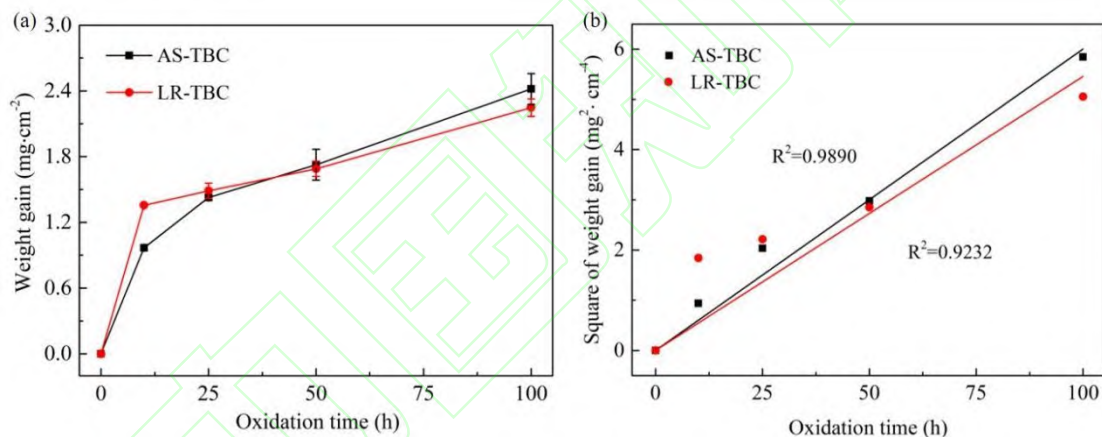 (a)
3.0
2.4
1.8
1.2
0.6
0.0
Weight gain (mg·cm⁻²)
AS-TBC
LR-TBC
0 25 50 75 100
Oxidation time (h)
(b)
6
4
2
0
Square of weight gain (mg²· cm⁻⁴)
AS-TBC
LR-TBC
R²=0.9890
R²=0.9232
0 25 50 75 100
Oxidation time (h)